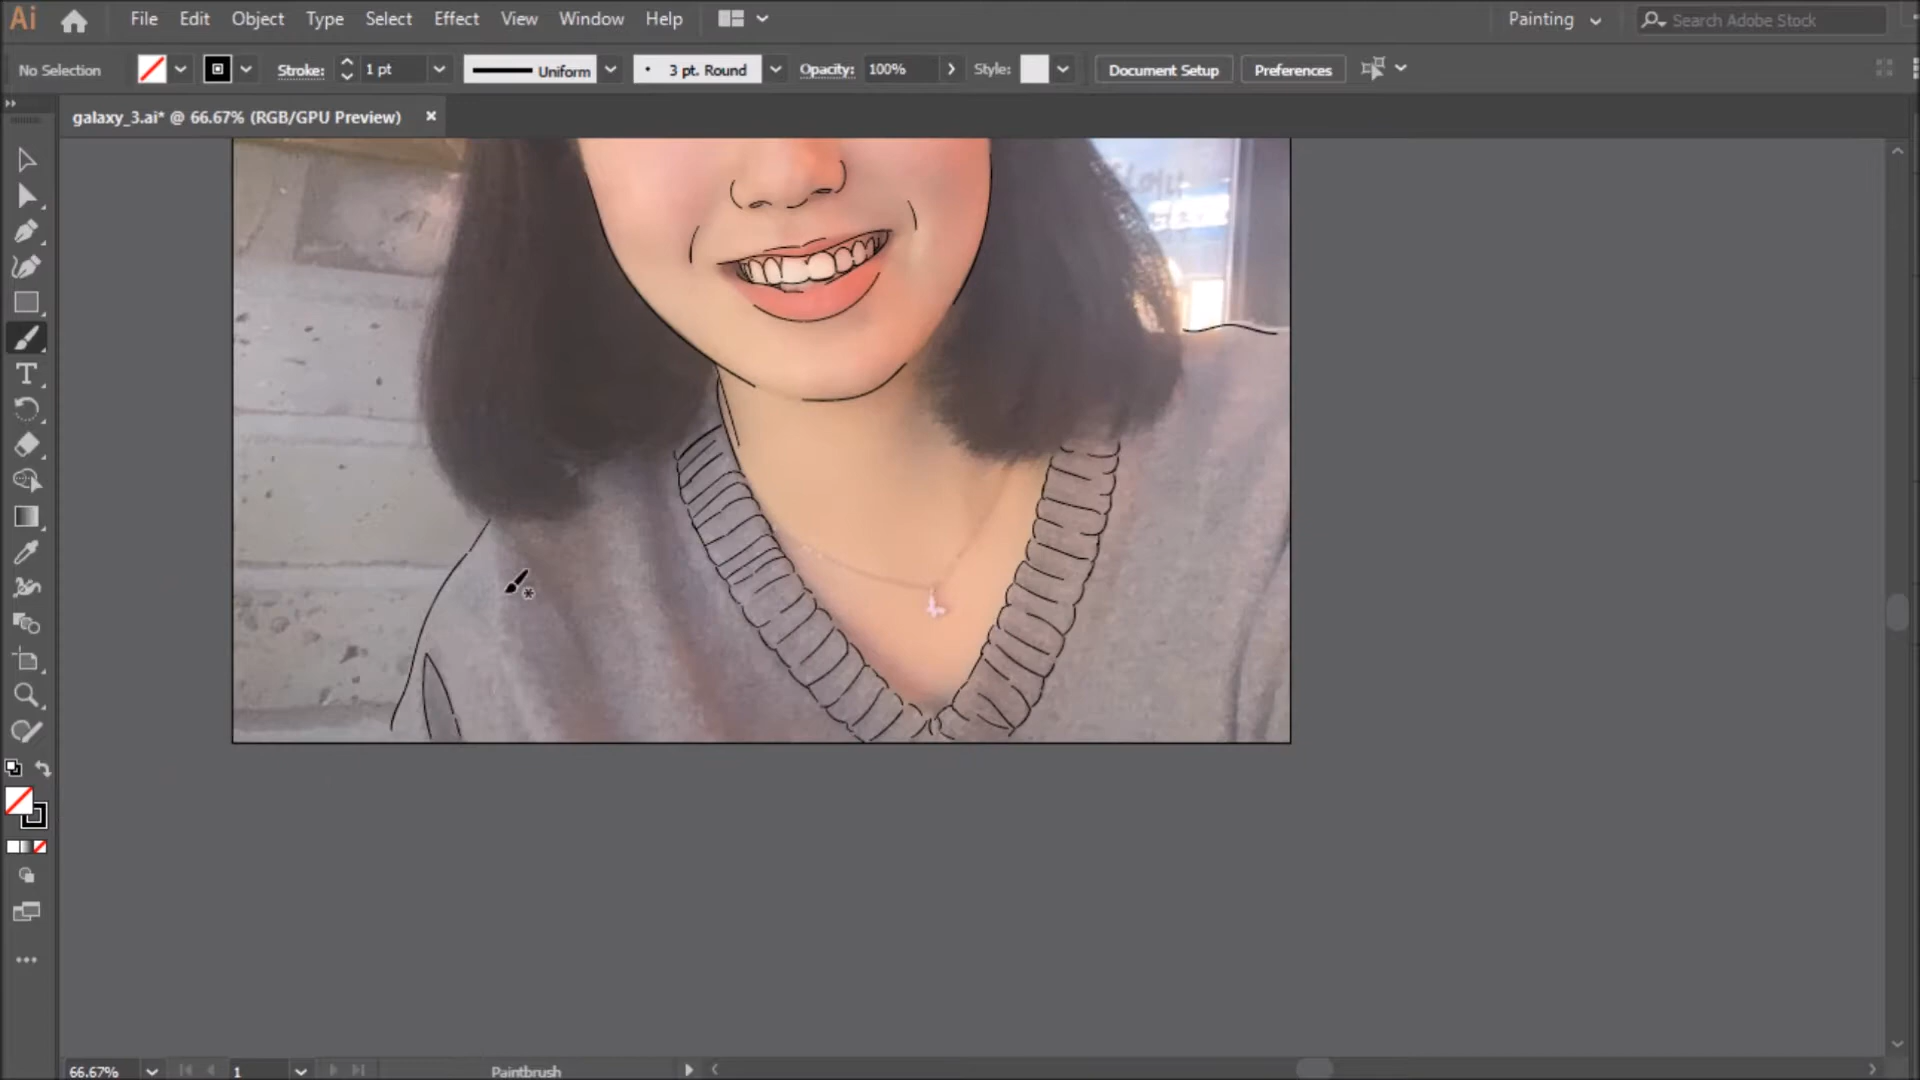 Ai File Edit Object Type Select Effect View Window Help Painting Search Adobe Stock
No Selection Stroke: 1 pt Uniform 3 pt. Round Opacity: 100% Style: Document Setup Preferences
galaxy_3.ai* @ 66.67% (RGB/GPU Preview) ×
66.67% 1 Paintbrush